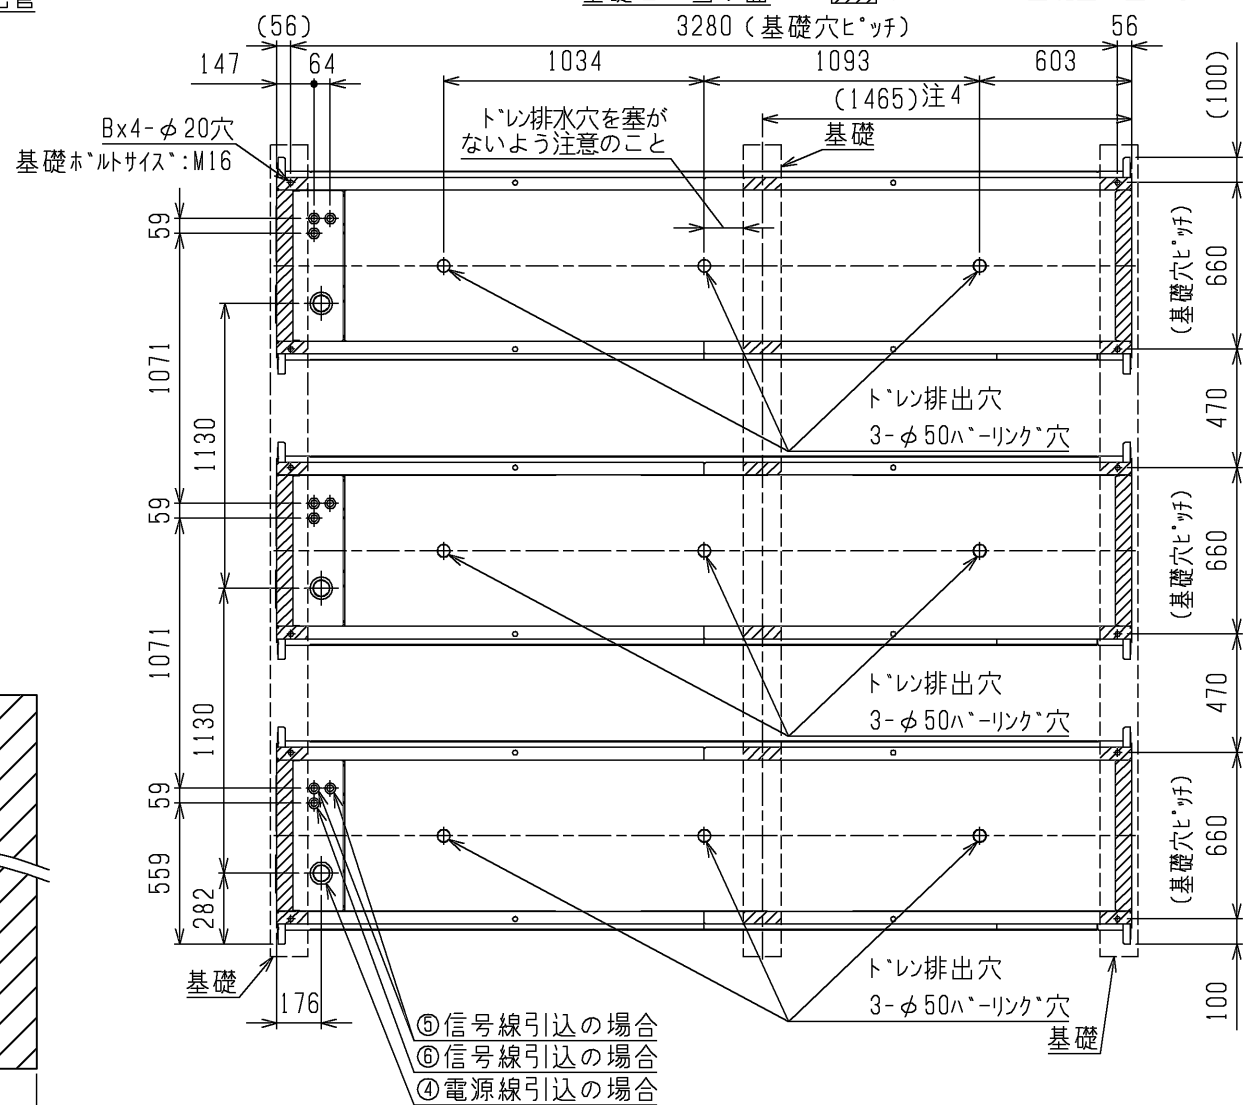 (56)
3280 (基礎穴ピッチ)
56
147
64
1034
1093
603
(1465)注4
(100)
ドレン排水穴を塞が
ないよう注意のこと
基礎
Bx4-φ20穴
基礎ボルトサイズ:M16
59
(基礎穴ピッチ)
660
1071
1130
ドレン排出穴
3-φ50バーリング穴
470
59
(基礎穴ピッチ)
660
1071
1130
ドレン排出穴
3-φ50バーリング穴
470
59
(基礎穴ピッチ)
660
559
282
ドレン排出穴
3-φ50バーリング穴
100
基礎
176
基礎
⑤信号線引込の場合
⑥信号線引込の場合
④電源線引込の場合